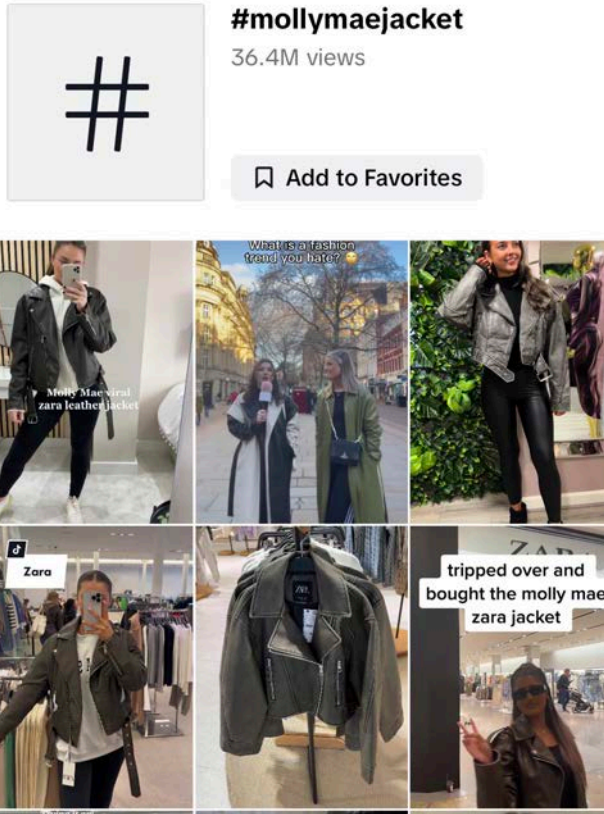 #mollymaejacket
36.4M views
Add to Favorites
What is a fashion
trend you hate?
Molly Mae viral
zara leather jacket
Zara
ZARA
ZARA
tripped over and
bought the molly mae
zara jacket